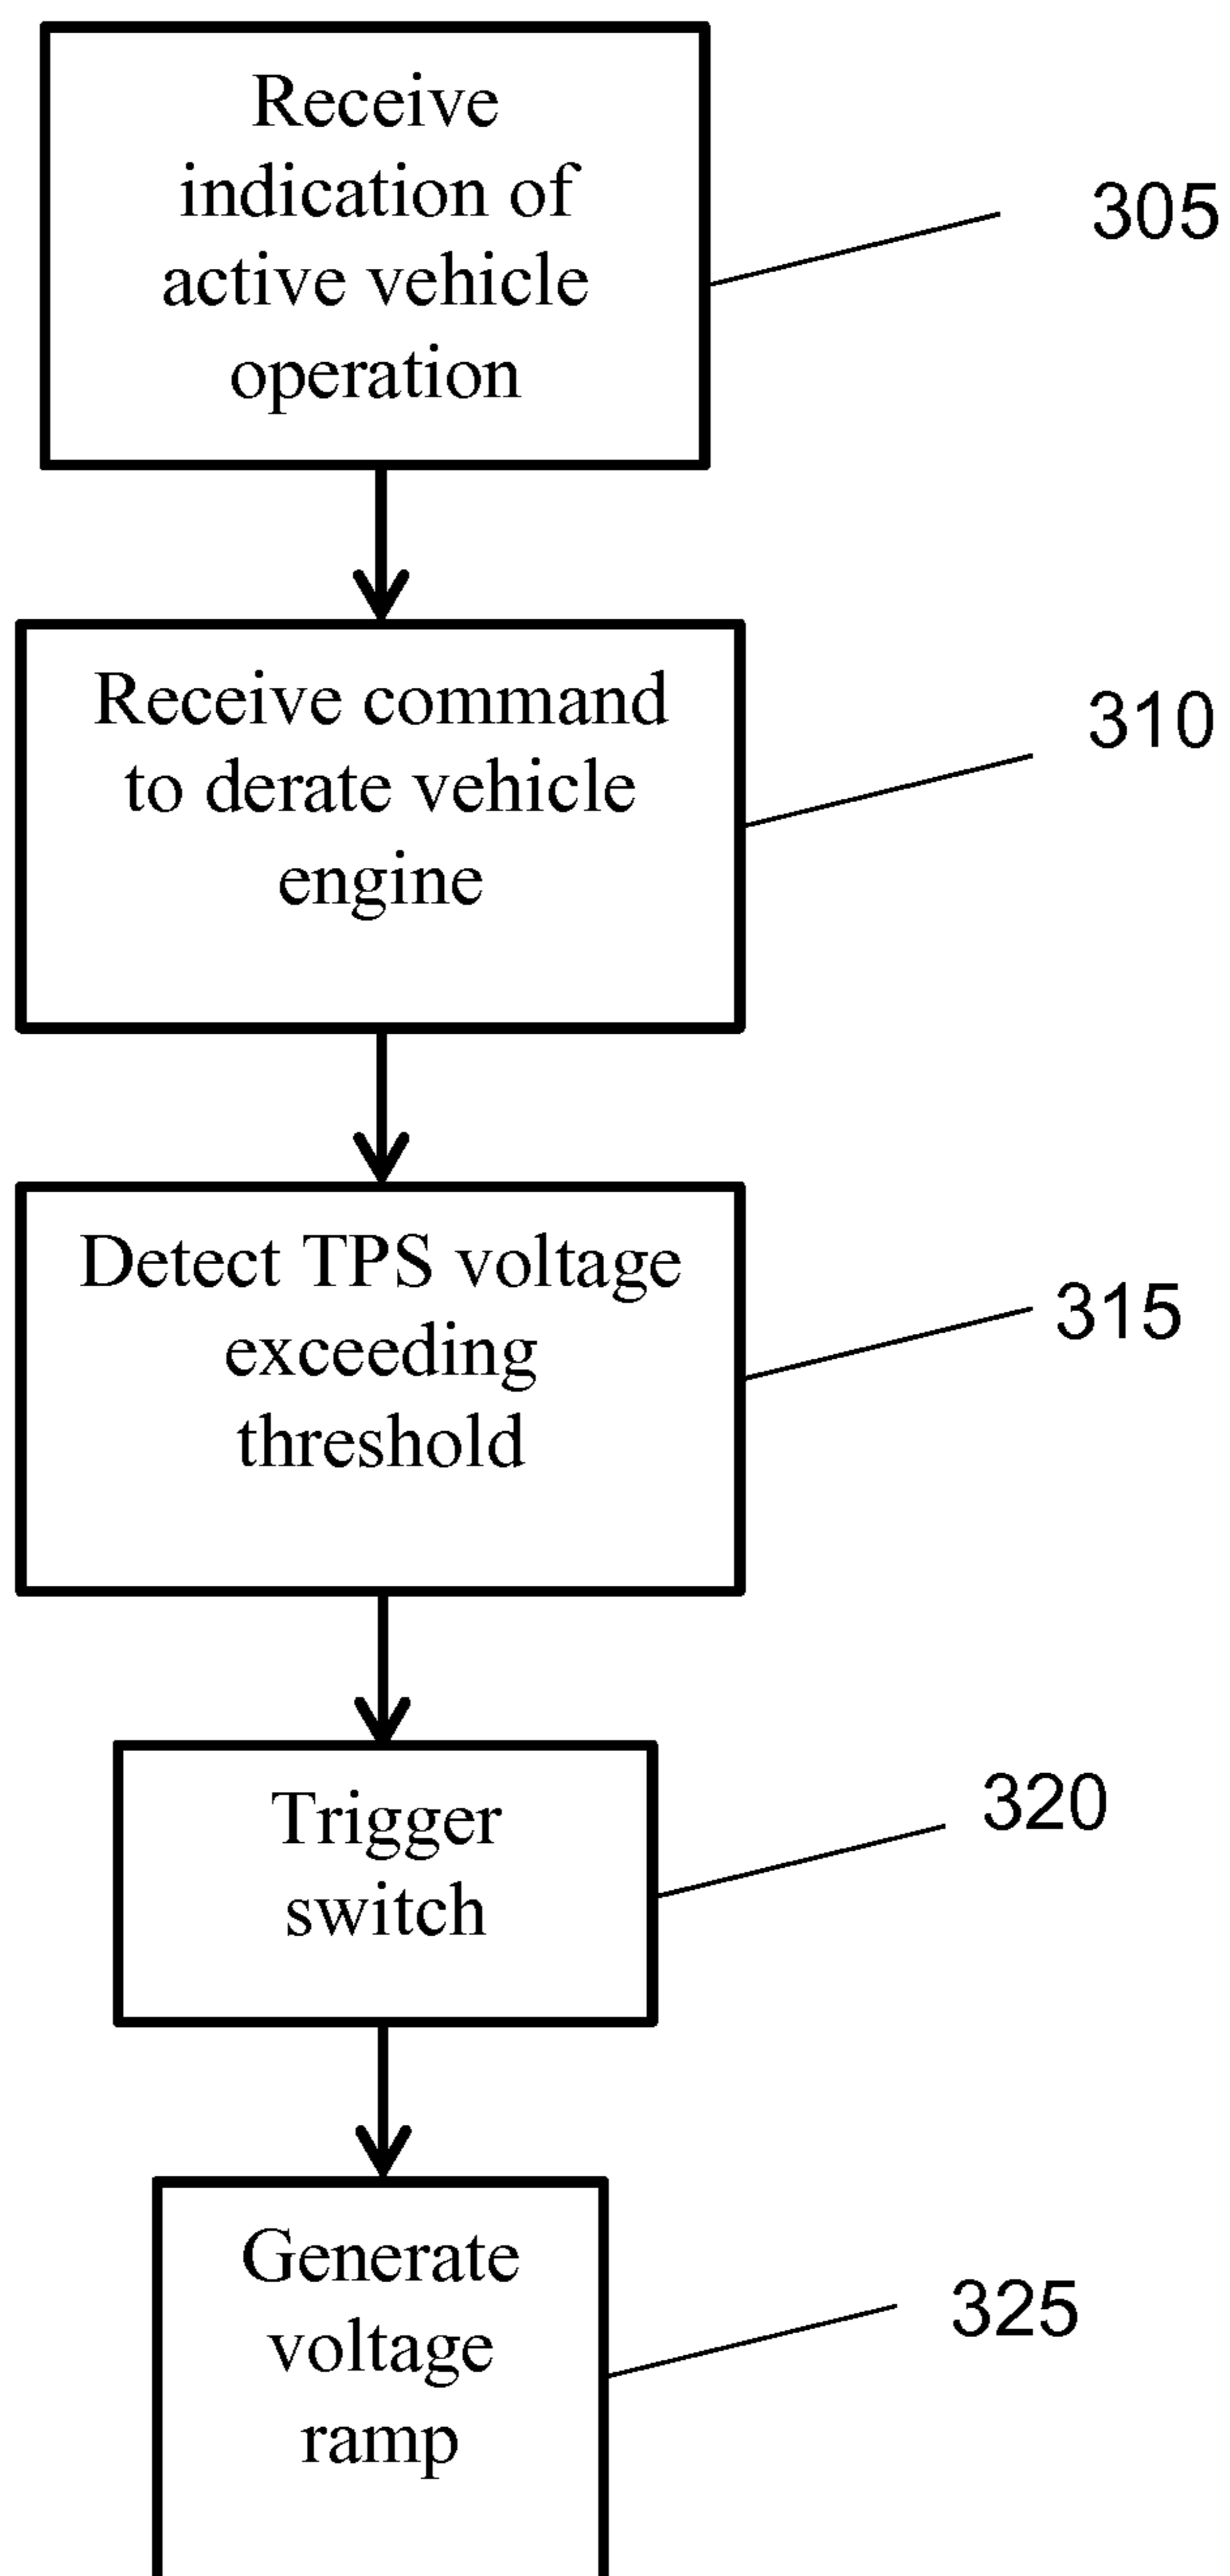 Receive
indication of
active vehicle
operation
305
Receive command
to derate vehicle
engine
310
Detect TPS voltage
exceeding
threshold
315
Trigger
switch
320
Generate
voltage
ramp
325